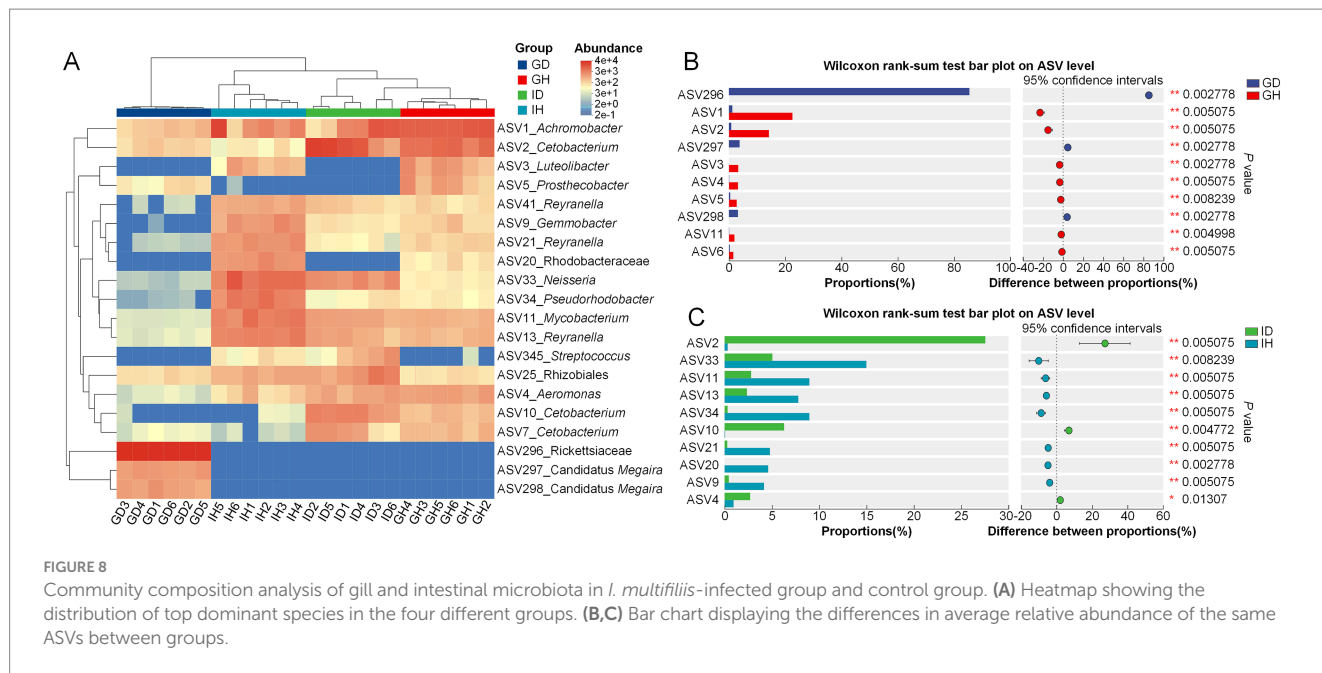 A
Group
GD
GH
ID
IH
Abundance
4e+4
3e+3
3e+2
3e+1
2e+0
2e-1
ASV1_Achromobacter
ASV2_Cetobacterium
ASV3_Luteolibacter
ASV5_Prosthecobacter
ASV41_Reyranella
ASV9_Gemmobacter
ASV21_Reyranella
ASV20_Rhodobacteraceae
ASV33_Neisseria
ASV34_Pseudorhodobacter
ASV11_Mycobacterium
ASV13_Reyranella
ASV345_Streptococcus
ASV25_Rhizobiales
ASV4_Aeromonas
ASV10_Cetobacterium
ASV7_Cetobacterium
ASV296_Rickettsiaceae
ASV297_Candidatus Megaira
ASV298_Candidatus Megaira
GD3 GD4 GD1 GD6 GD2 GD5 IH5 IH6 IH1 IH2 IH3 IH4 ID2 ID5 ID1 ID4 ID3 ID6 GH4 GH3 GH5 GH6 GH1 GH2
B
Wilcoxon rank-sum test bar plot on ASV level
95% confidence intervals
GD
GH
ASV296 ** 0.002778
ASV1 ** 0.005075
ASV2 ** 0.005075
ASV297 ** 0.002778
ASV3 ** 0.002778
ASV4 ** 0.005075
ASV5 ** 0.008239
ASV298 ** 0.002778
ASV11 ** 0.004998
ASV6 ** 0.005075
P value
0 20 40 60 80 100
-40 -20 0 20 40 60 80 100
Proportions(%)
Difference between proportions(%)
C
Wilcoxon rank-sum test bar plot on ASV level
95% confidence intervals
ID
IH
ASV2 ** 0.005075
ASV33 ** 0.008239
ASV11 ** 0.005075
ASV13 ** 0.005075
ASV34 ** 0.005075
ASV10 ** 0.004772
ASV21 ** 0.005075
ASV20 ** 0.002778
ASV9 ** 0.005075
ASV4 * 0.01307
P value
0 5 10 15 20 25 30
-20 0 20 40 60
Proportions(%)
Difference between proportions(%)
FIGURE 8
Community composition analysis of gill and intestinal microbiota in I. multifiliis-infected group and control group. (A) Heatmap showing the
distribution of top dominant species in the four different groups. (B,C) Bar chart displaying the differences in average relative abundance of the same
ASVs between groups.